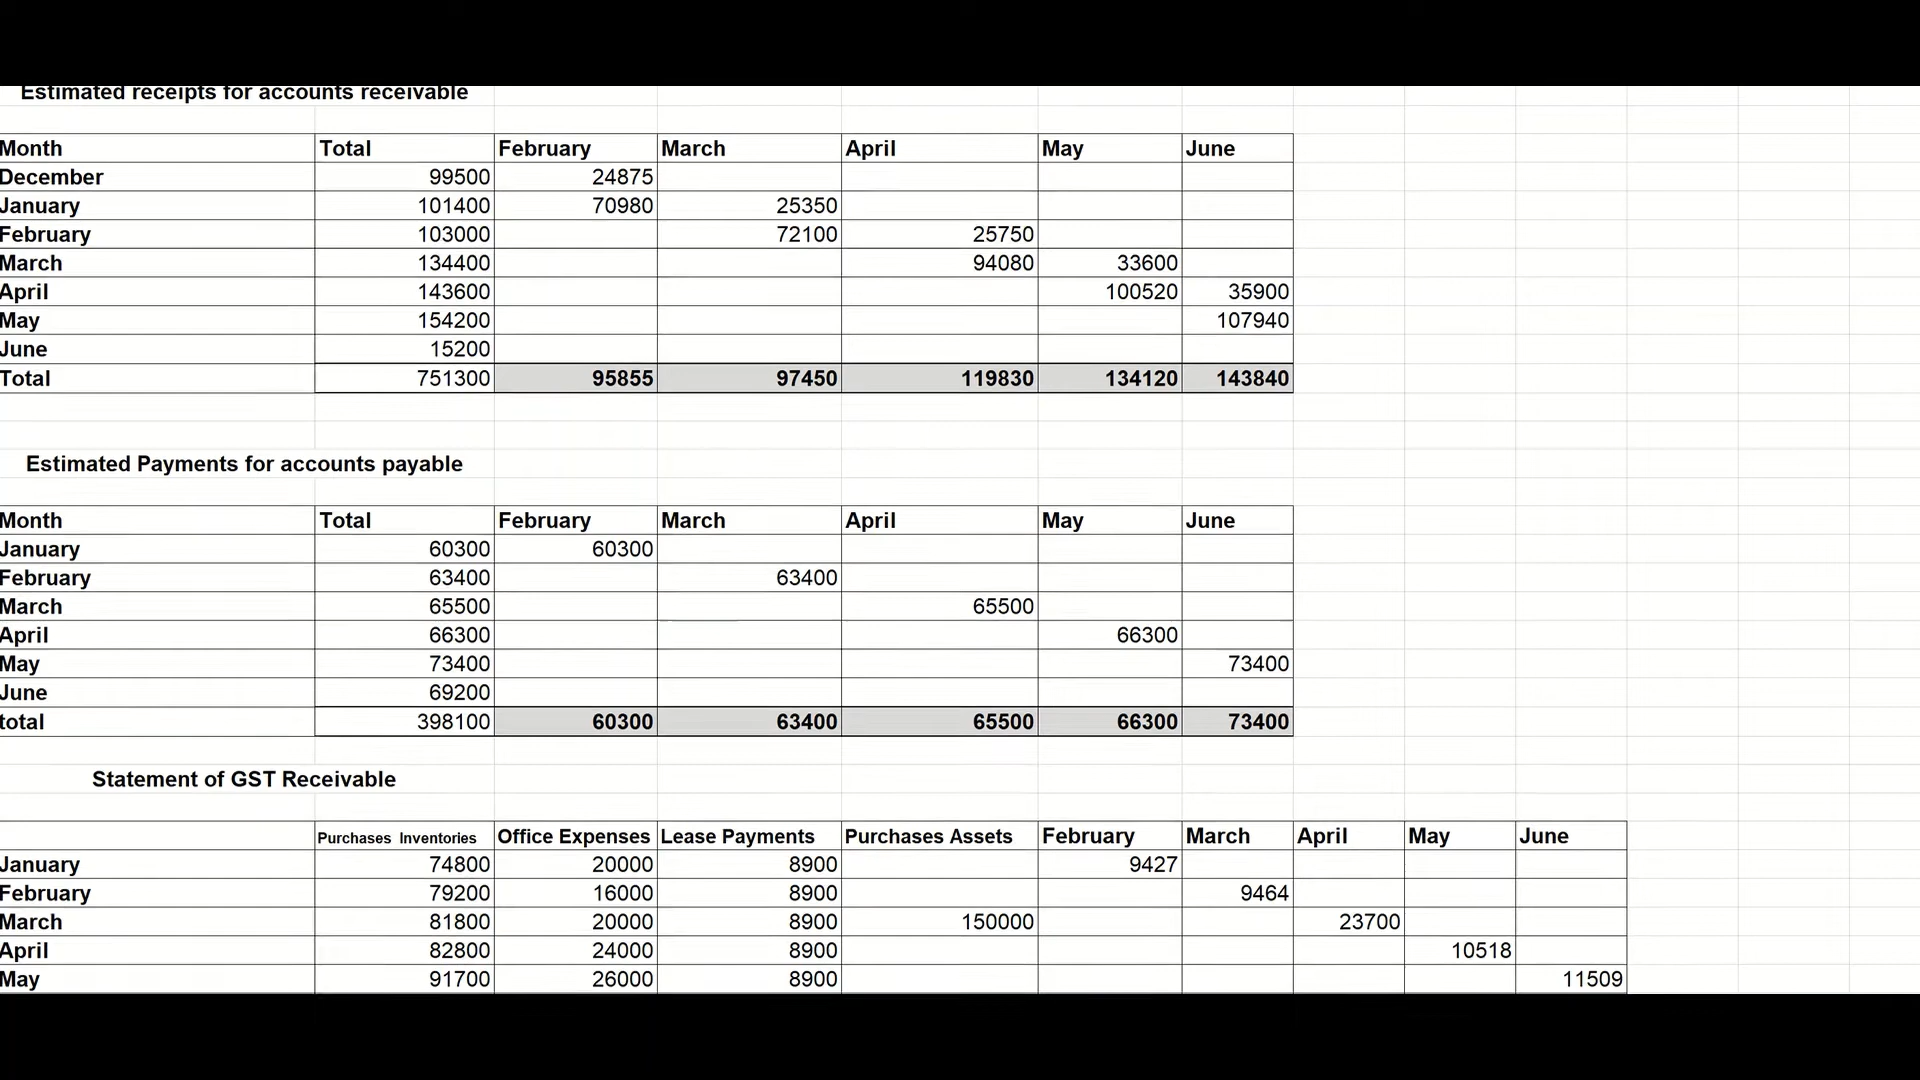 Estimated receipts for accounts receivable
Month Total February March April May June
December 99500 24875
January 101400 70980 25350
February 103000 72100 25750
March 134400 94080 33600
April 143600 100520 35900
May 154200 107940
June 15200
Total 751300 95855 97450 119830 134120 143840
Estimated Payments for accounts payable
Month Total February March April May June
January 60300 60300
February 63400 63400
March 65500 65500
April 66300 66300
May 73400 73400
June 69200
total 398100 60300 63400 65500 66300 73400
Statement of GST Receivable
Purchases Inventories Office Expenses Lease Payments Purchases Assets February March April May June
January 74800 20000 8900 9427
February 79200 16000 8900 9464
March 81800 20000 8900 150000 23700
April 82800 24000 8900 10518
May 91700 26000 8900 11509